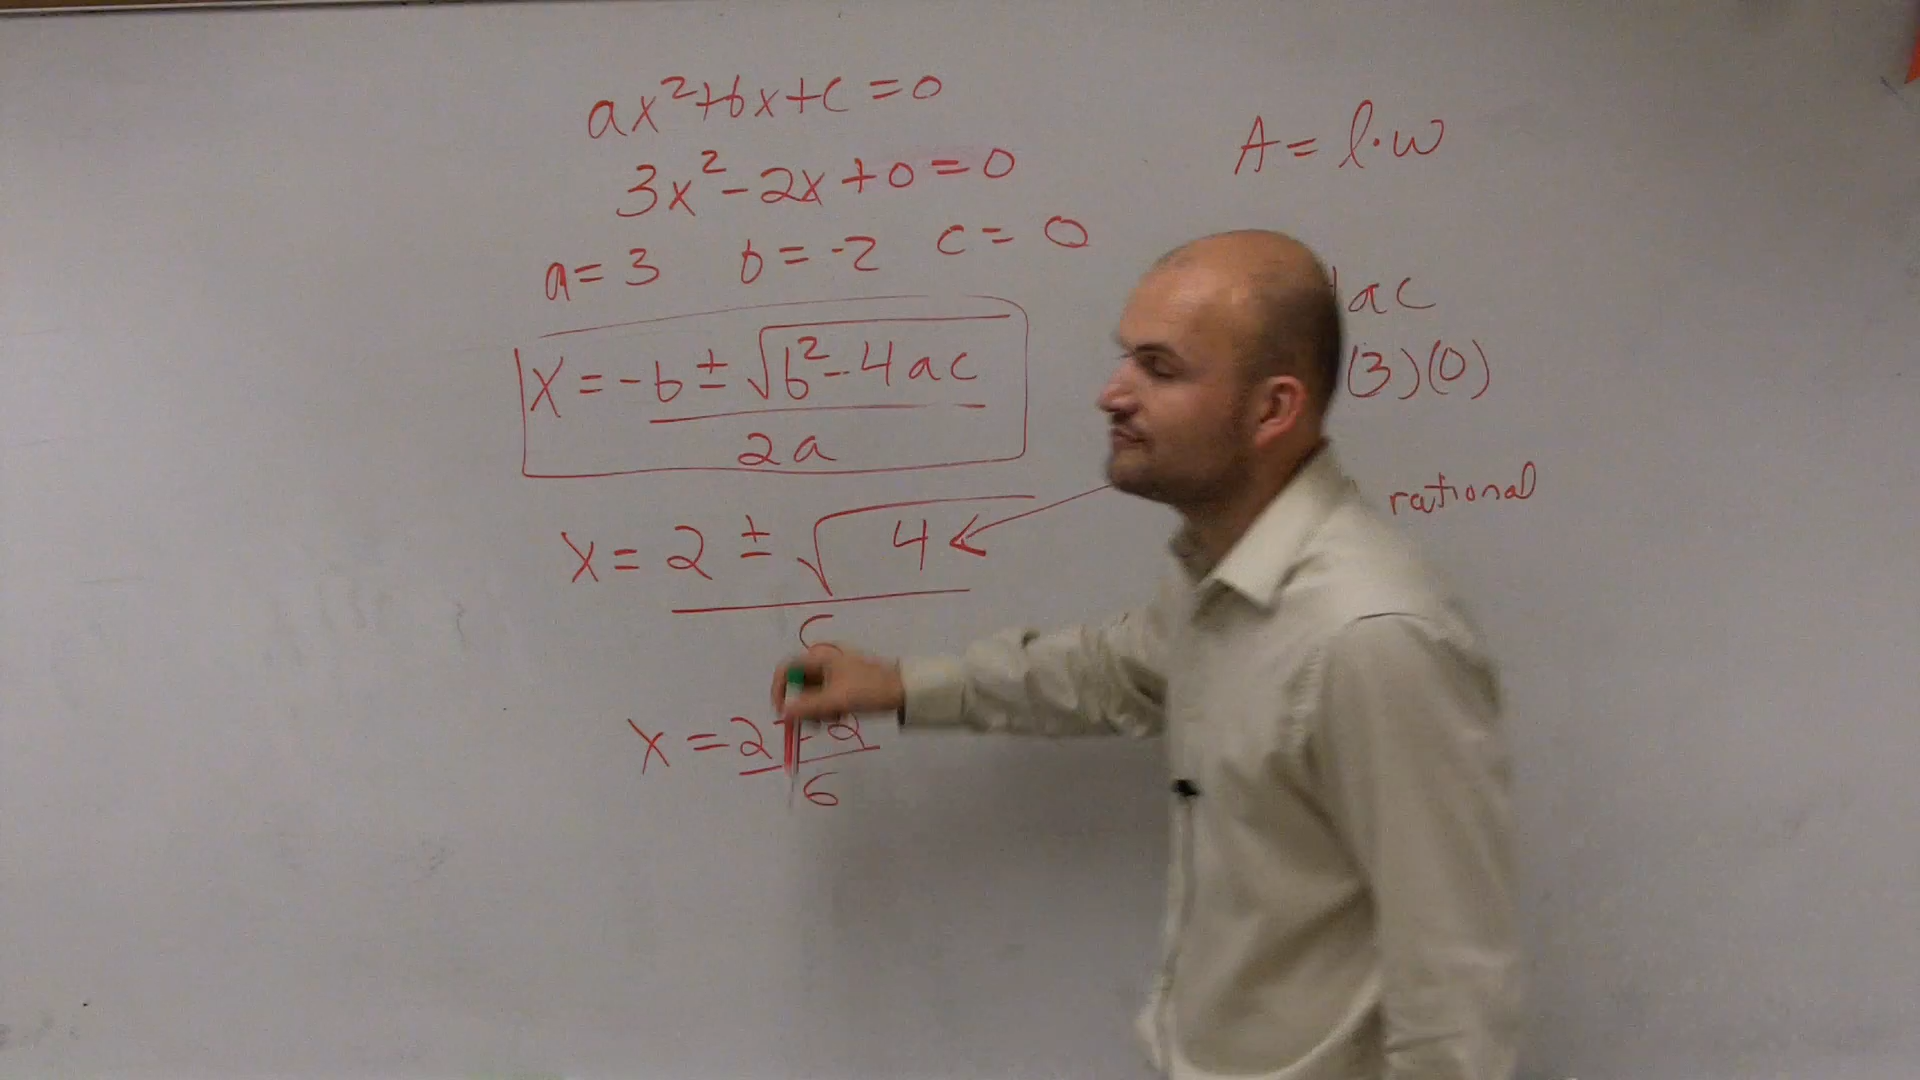 ax²+bx+c=0
3x²-2x+0=0
a=3 b=-2 c=0
x=-b±√b²-4ac
2a
x=2±√4
x=2 2
6
A=l·w
ac
(3)(0)
rational